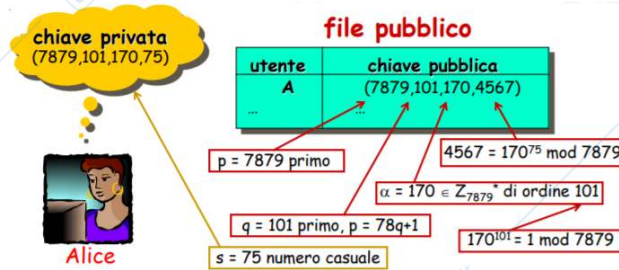 chiave privata
(7879,101,170,75)
file pubblico
utente chiave pubblica
A (7879,101,170,4567)
... ...
p = 7879 primo
4567 = 170⁷⁵ mod 7879
α = 170 ∈ Z₇₈₇₉* di ordine 101
q = 101 primo, p = 78q+1
170¹⁰¹ = 1 mod 7879
Alice
s = 75 numero casuale